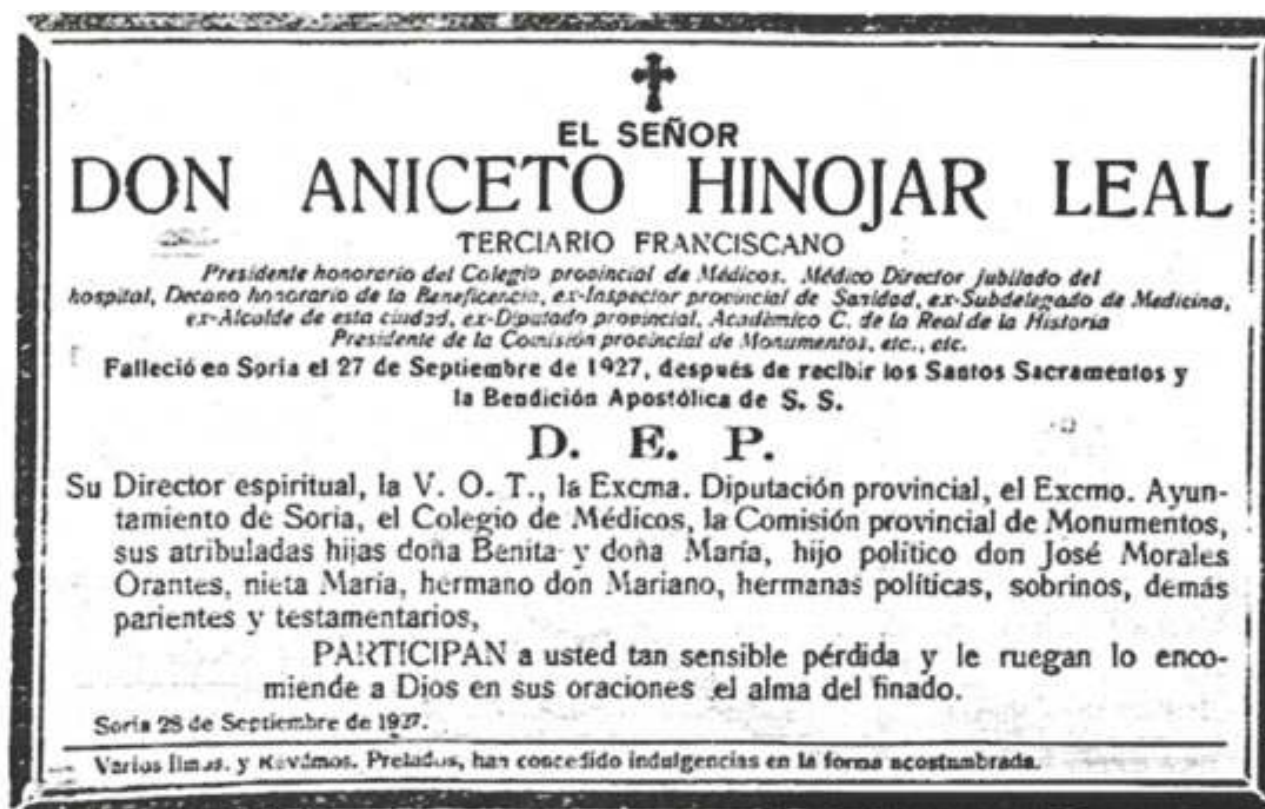 EL SEÑOR
DON ANICETO HINOJAR LEAL
TERCIARIO FRANCISCANO
Presidente honorario del Colegio provincial de Médicos. Médico Director jubilado del
hospital, Decano honorario de la Beneficencia, ex-Inspector provincial de Sanidad, ex-Subdelegado de Medicina,
ex-Alcalde de esta ciudad, ex-Diputado provincial, Académico C. de la Real de la Historia
Presidente de la Comisión provincial de Monumentos, etc., etc.
Falleció en Soria el 27 de Septiembre de 1927, después de recibir los Santos Sacramentos y
la Bendición Apostólica de S. S.
D. E. P.
Su Director espiritual, la V. O. T., la Excma. Diputación provincial, el Excmo. Ayun-
tamiento de Soria, el Colegio de Médicos, la Comisión provincial de Monumentos,
sus atribuladas hijas doña Benita y doña María, hijo político don José Morales
Orantes, nieta María, hermano don Mariano, hermanas políticas, sobrinos, demás
parientes y testamentarios,
PARTICIPAN a usted tan sensible pérdida y le ruegan lo enco-
miende a Dios en sus oraciones el alma del finado.
Soria 28 de Septiembre de 1927.
Varios Ilmos. y Rvdmos. Prelados, han concedido indulgencias en la forma acostumbrada.